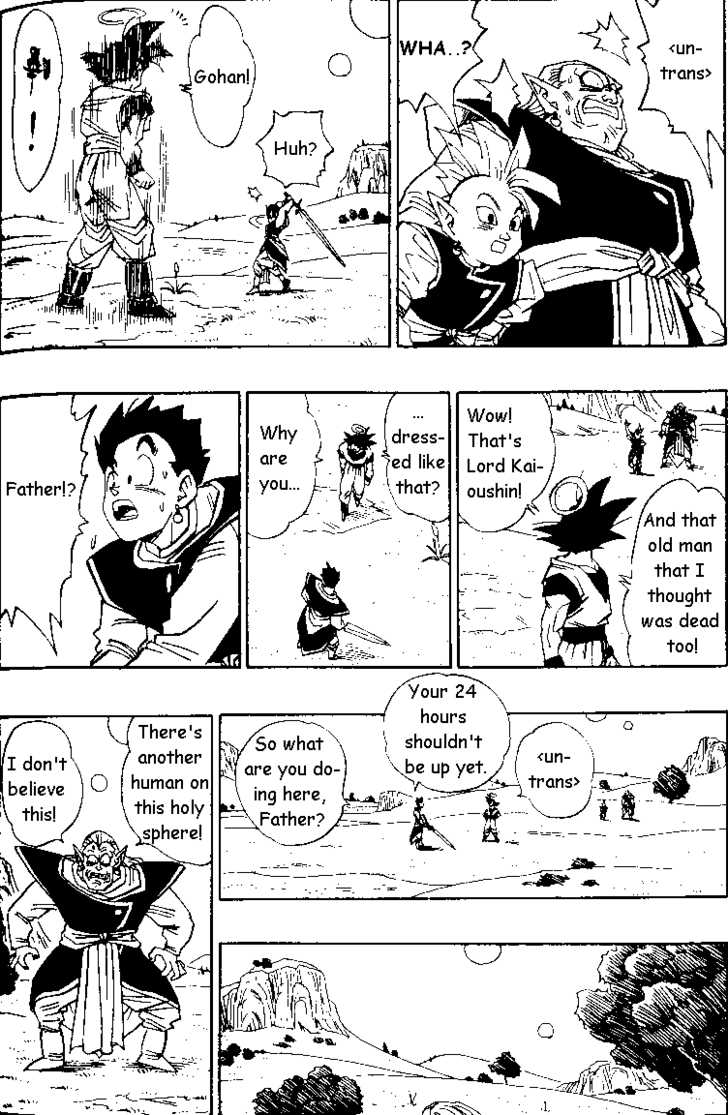 Gohan!
Huh?
WHA..?
<un-
trans>
Father!?
Why
are
you...
...
dress-
ed like
that?
Wow!
That's
Lord Kai-
oushin!
And that
old man
that I
thought
was dead
too!
I don't
believe
this!
There's
another
human on
this holy
sphere!
So what
are you do-
ing here,
Father?
Your 24
hours
shouldn't
be up yet.
<un-
trans>